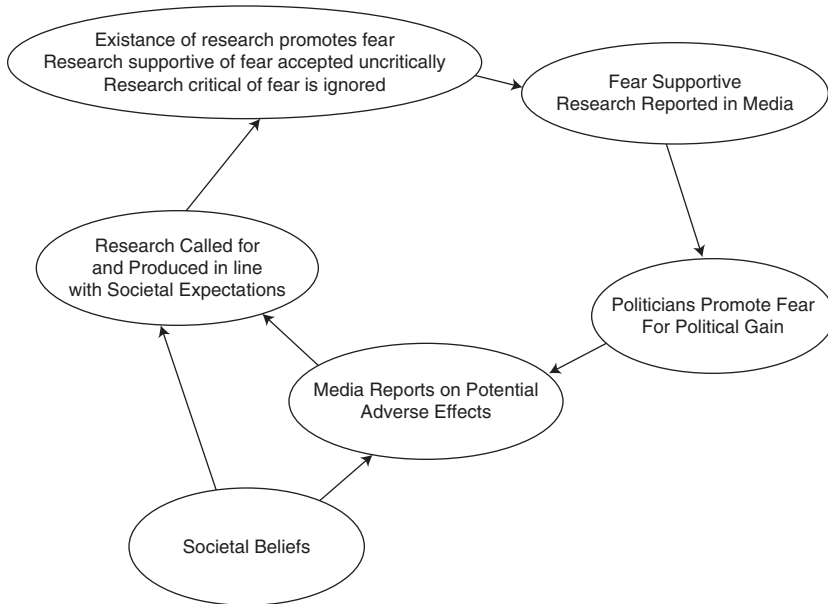 Existance of research promotes fear
Research supportive of fear accepted uncritically
Research critical of fear is ignored
Fear Supportive
Research Reported in Media
Research Called for
and Produced in line
with Societal Expectations
Politicians Promote Fear
For Political Gain
Media Reports on Potential
Adverse Effects
Societal Beliefs